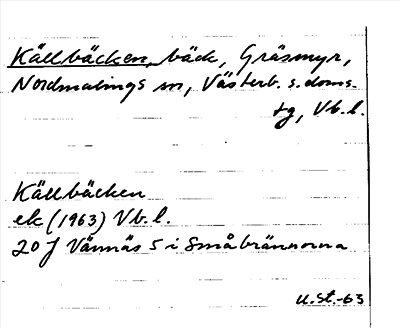 Källbäcken, bäck, Gräsmyr,
Nordmalings sn, Västerb. s. doms.
tg, Vb. l.
Källbäcken
ek (1963) Vb. l.
20 J Vännäs 5 i Småbrännorna
U.St.-63